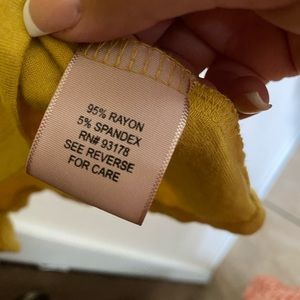 95% RAYON
5% SPANDEX
RN# 93178
SEE REVERSE
FOR CARE